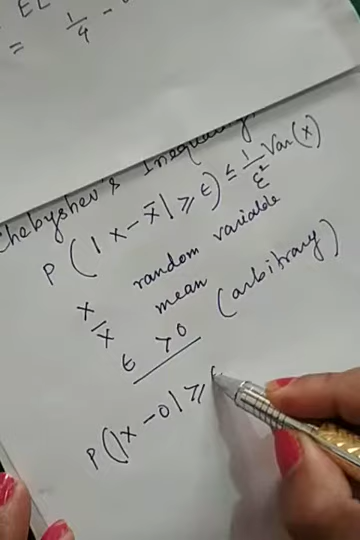 = 1/4 -
Chebyshev's Inequality
P(|X - X̄| ≥ ϵ) ≤ 1/ε² Var(X)
X random variable
X̄ mean
ϵ > 0 (arbitrary)
P(|X - 0| ≥